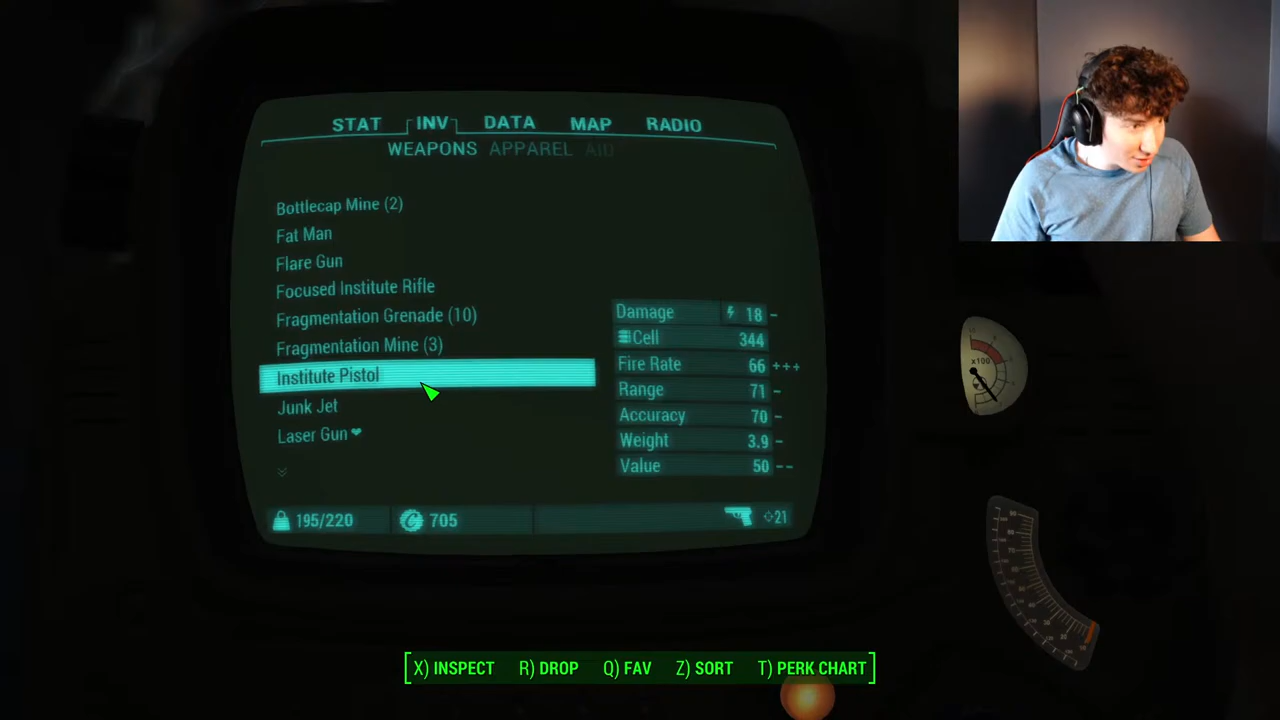 STAT INV DATA MAP RADIO
WEAPONS APPAREL AID
Bottlecap Mine (2)
Fat Man
Flare Gun
Focused Institute Rifle
Fragmentation Grenade (10)
Fragmentation Mine (3)
Institute Pistol
Junk Jet
Laser Gun ❤
Damage 18 -
Cell 344
Fire Rate 66 +++
Range 71 -
Accuracy 70 -
Weight 3.9 -
Value 50 --
195/220 705 21
x100
X) INSPECT R) DROP Q) FAV Z) SORT T) PERK CHART